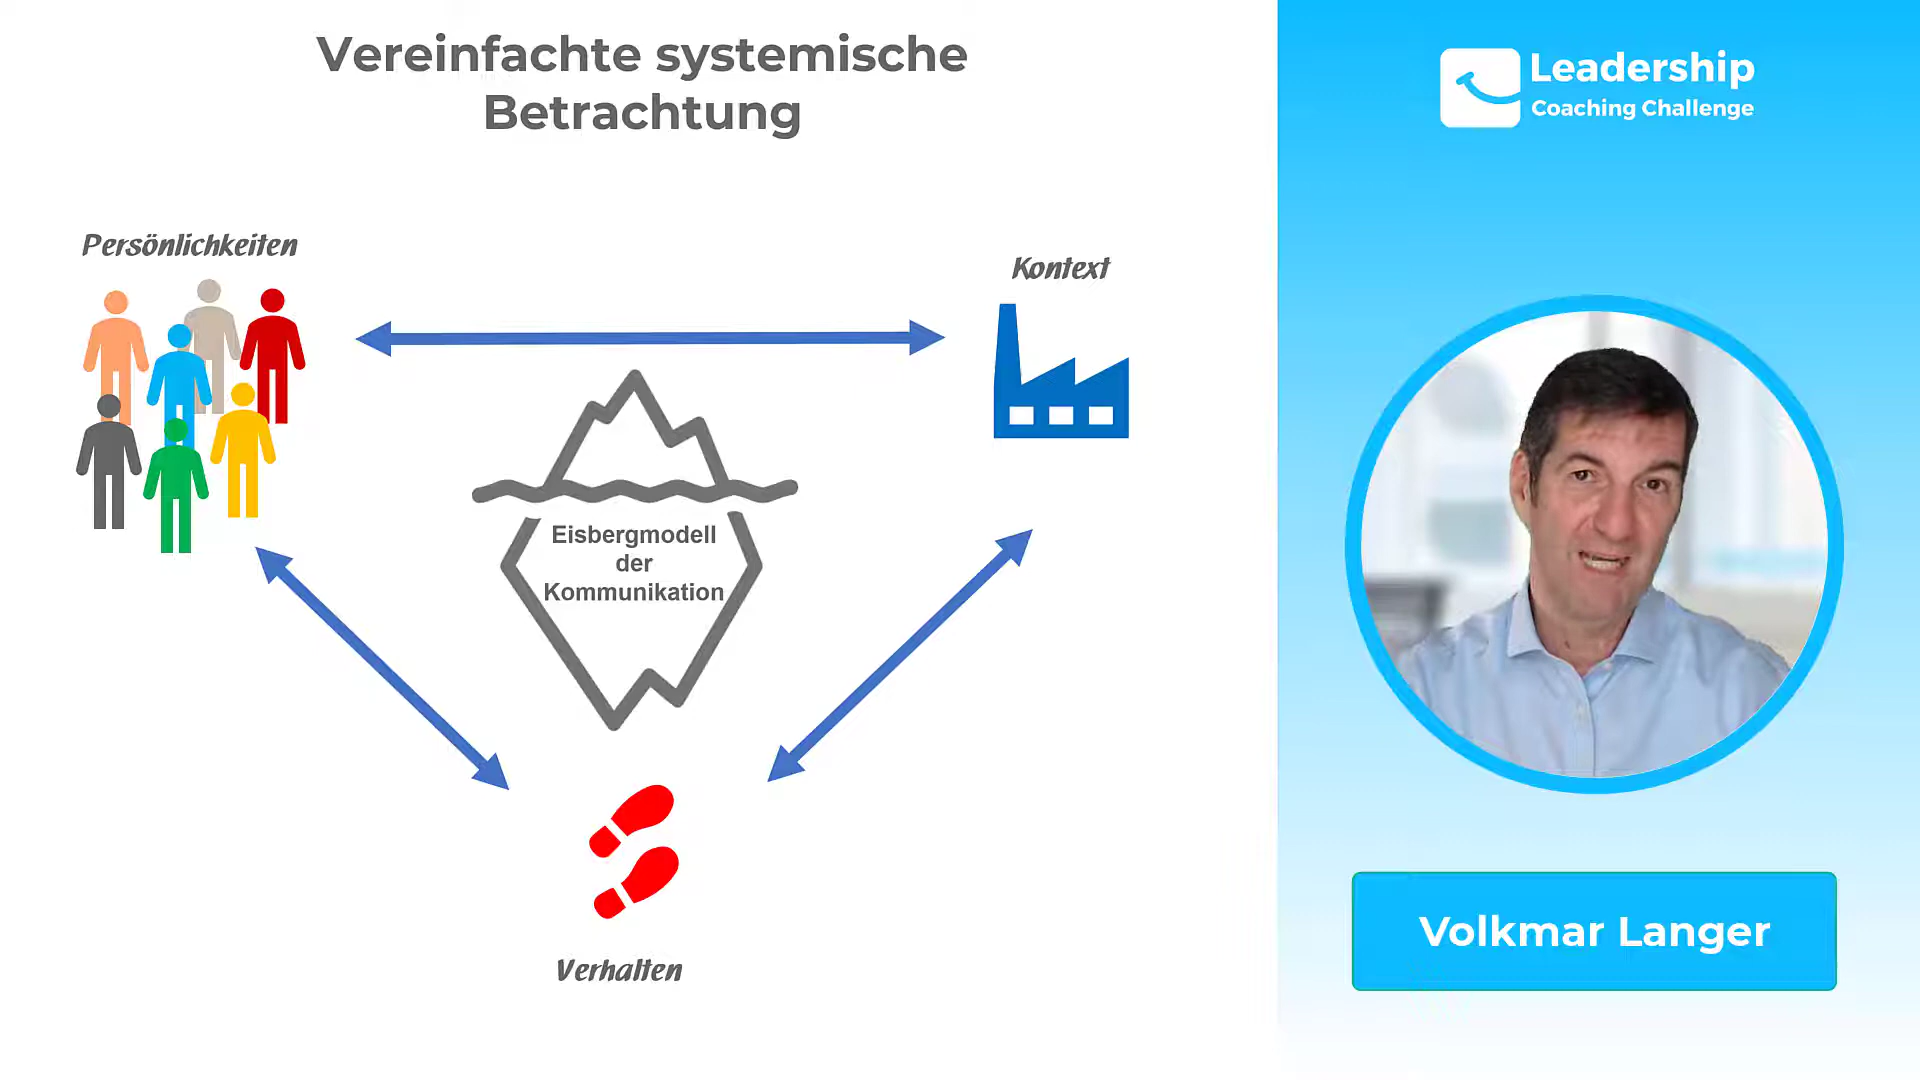 Vereinfachte systemische
Betrachtung
Leadership
Coaching Challenge
Persönlichkeiten
Kontext
Eisbergmodell
der
Kommunikation
Verhalten
Volkmar Langer